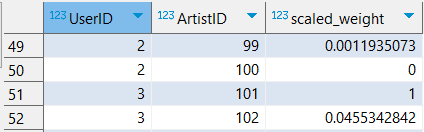 123 UserID 123 ArtistID 123 scaled_weight
49 2 99 0.0011935073
50 2 100 0
51 3 101 1
52 3 102 0.0455342842